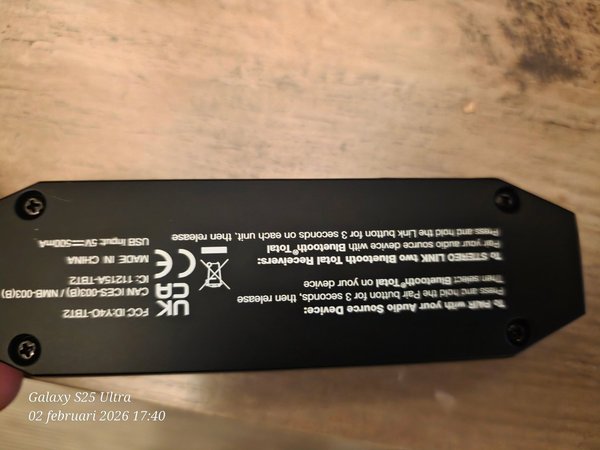 To PAIR with your Audio Source Device:
Press and hold the Pair button for 3 seconds, then release
Then select Bluetooth® Total on your device
To STEREO LINK two Bluetooth Total Receivers:
Pair your audio source device with Bluetooth® Total
Press and hold the Link button for 3 seconds on each unit, then release
UK
CA
CE
FCC ID:Y4O-TBT2
CAN ICES-003(B) / NMB-003(B)
IC: 11215A-TBT2
MADE IN CHINA
USB Input: 5V⎓500mA
Galaxy S25 Ultra
02 februari 2026 17:40